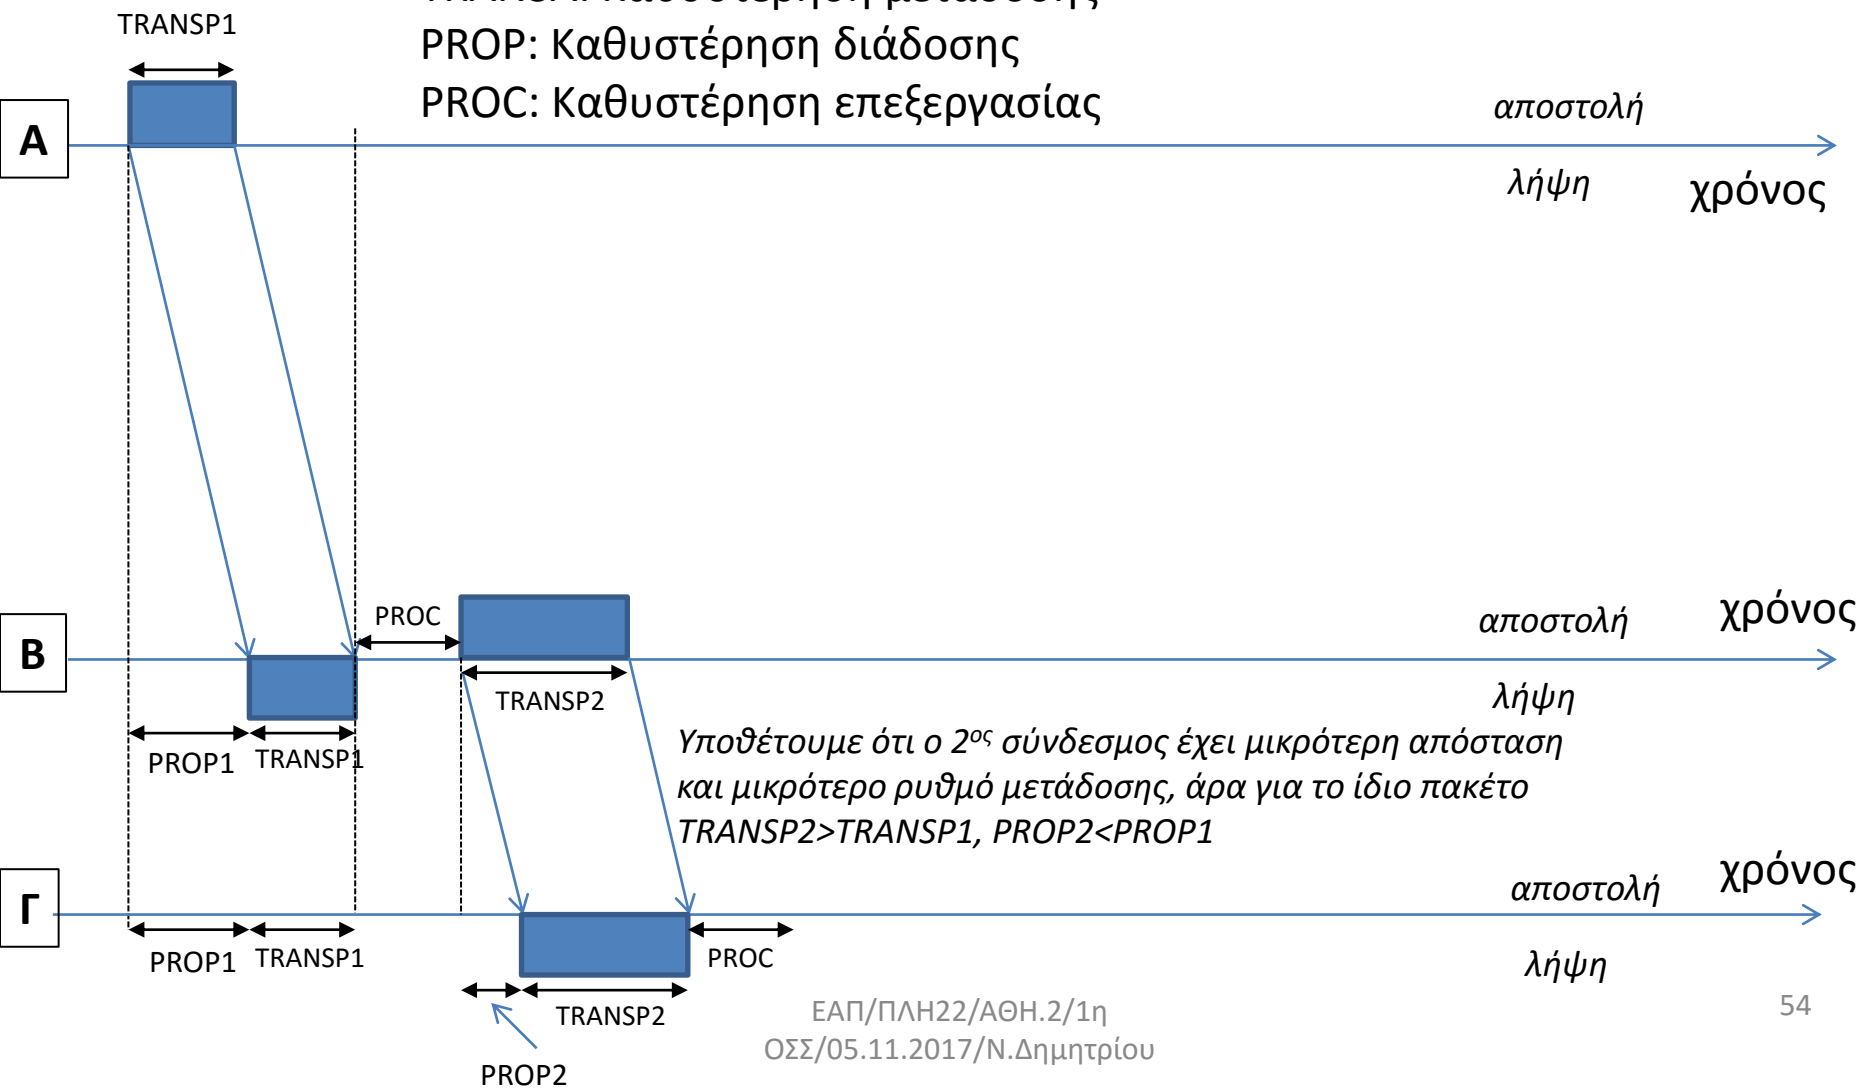 TRANSP1
PROP: Καθυστέρηση διάδοσης
PROC: Καθυστέρηση επεξεργασίας
αποστολή
Α
λήψη
χρόνος
PROC
αποστολή
χρόνος
Β
TRANSP2
λήψη
PROP1
TRANSP1
Υποθέτουμε ότι ο 2ος σύνδεσμος έχει μικρότερη απόσταση
και μικρότερο ρυθμό μετάδοσης, άρα για το ίδιο πακέτο
TRANSP2>TRANSP1, PROP2<PROP1
αποστολή
χρόνος
Γ
PROP1
TRANSP1
PROC
λήψη
TRANSP2
PROP2
ΕΑΠ/ΠΛΗ22/ΑΘΗ.2/1η
ΟΣΣ/05.11.2017/Ν.Δημητρίου
54